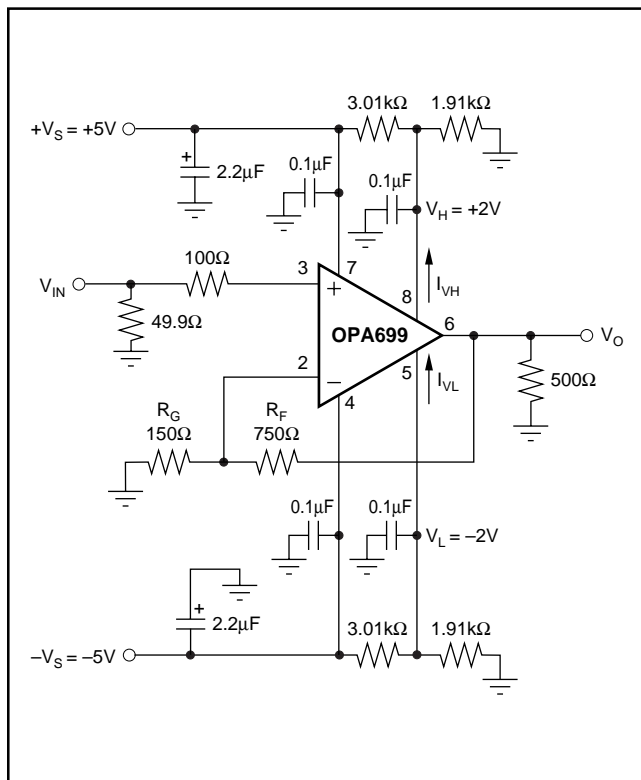 3.01kΩ 1.91kΩ
+V_S = +5V
+ 2.2μF
0.1μF 0.1μF
V_H = +2V
100Ω
V_IN
3 7
8 I_VH
49.9Ω
+
OPA699 6 V_O
2 −
5 I_VL
4
500Ω
R_G R_F
150Ω 750Ω
0.1μF 0.1μF
V_L = –2V
+ 2.2μF
3.01kΩ 1.91kΩ
–V_S = –5V